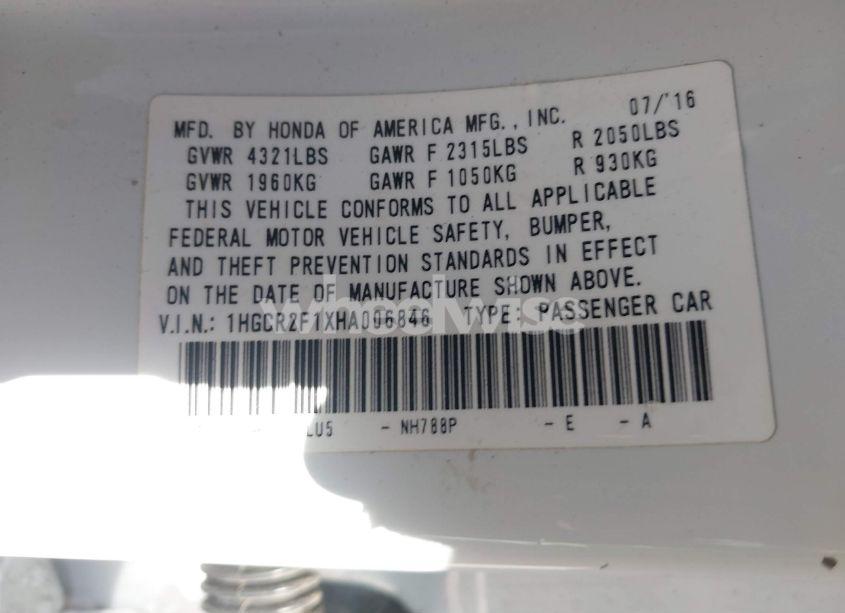 MFD. BY HONDA OF AMERICA MFG., INC. 07/'16
GVWR 4321LBS GAWR F 2315LBS R 2050LBS
GVWR 1960KG GAWR F 1050KG R 930KG
THIS VEHICLE CONFORMS TO ALL APPLICABLE
FEDERAL MOTOR VEHICLE SAFETY, BUMPER,
AND THEFT PREVENTION STANDARDS IN EFFECT
ON THE DATE OF MANUFACTURE SHOWN ABOVE.
V.I.N.: 1HGCR2F1XHA006846 TYPE: PASSENGER CAR
LU5 - NH788P - E - A
wheelwise